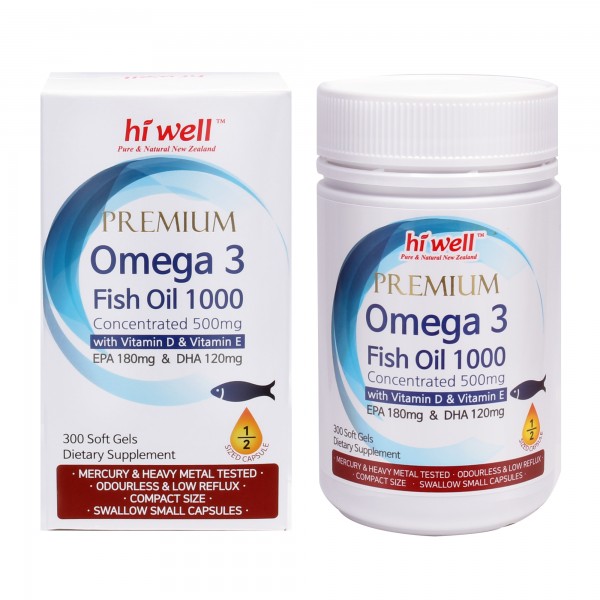 hi well™
Pure & Natural New Zealand
PREMIUM
Omega 3
Fish Oil 1000
Concentrated 500mg
with Vitamin D & Vitamin E
EPA 180mg & DHA 120mg
1/2
SIZED CAPSULE
300 Soft Gels
Dietary Supplement
· MERCURY & HEAVY METAL TESTED ·
· ODOURLESS & LOW REFLUX ·
· COMPACT SIZE ·
· SWALLOW SMALL CAPSULES ·
hi well™
Pure & Natural New Zealand
PREMIUM
Omega 3
Fish Oil 1000
Concentrated 500mg
with Vitamin D & Vitamin E
EPA 180mg & DHA 120mg
1/2
SIZED CAPSULE
300 Soft Gels
Dietary Supplement
· MERCURY & HEAVY METAL TESTED · ODOURLESS & LOW REFLUX
· COMPACT SIZE · SWALLOW SMALL CAPSULES